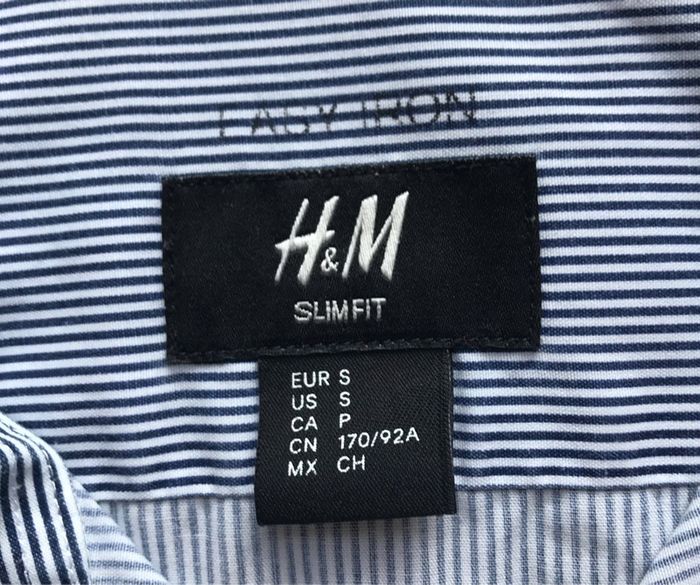 EASY IRON
H&M
SLIM FIT
EUR S
US S
CA P
CN 170/92A
MX CH